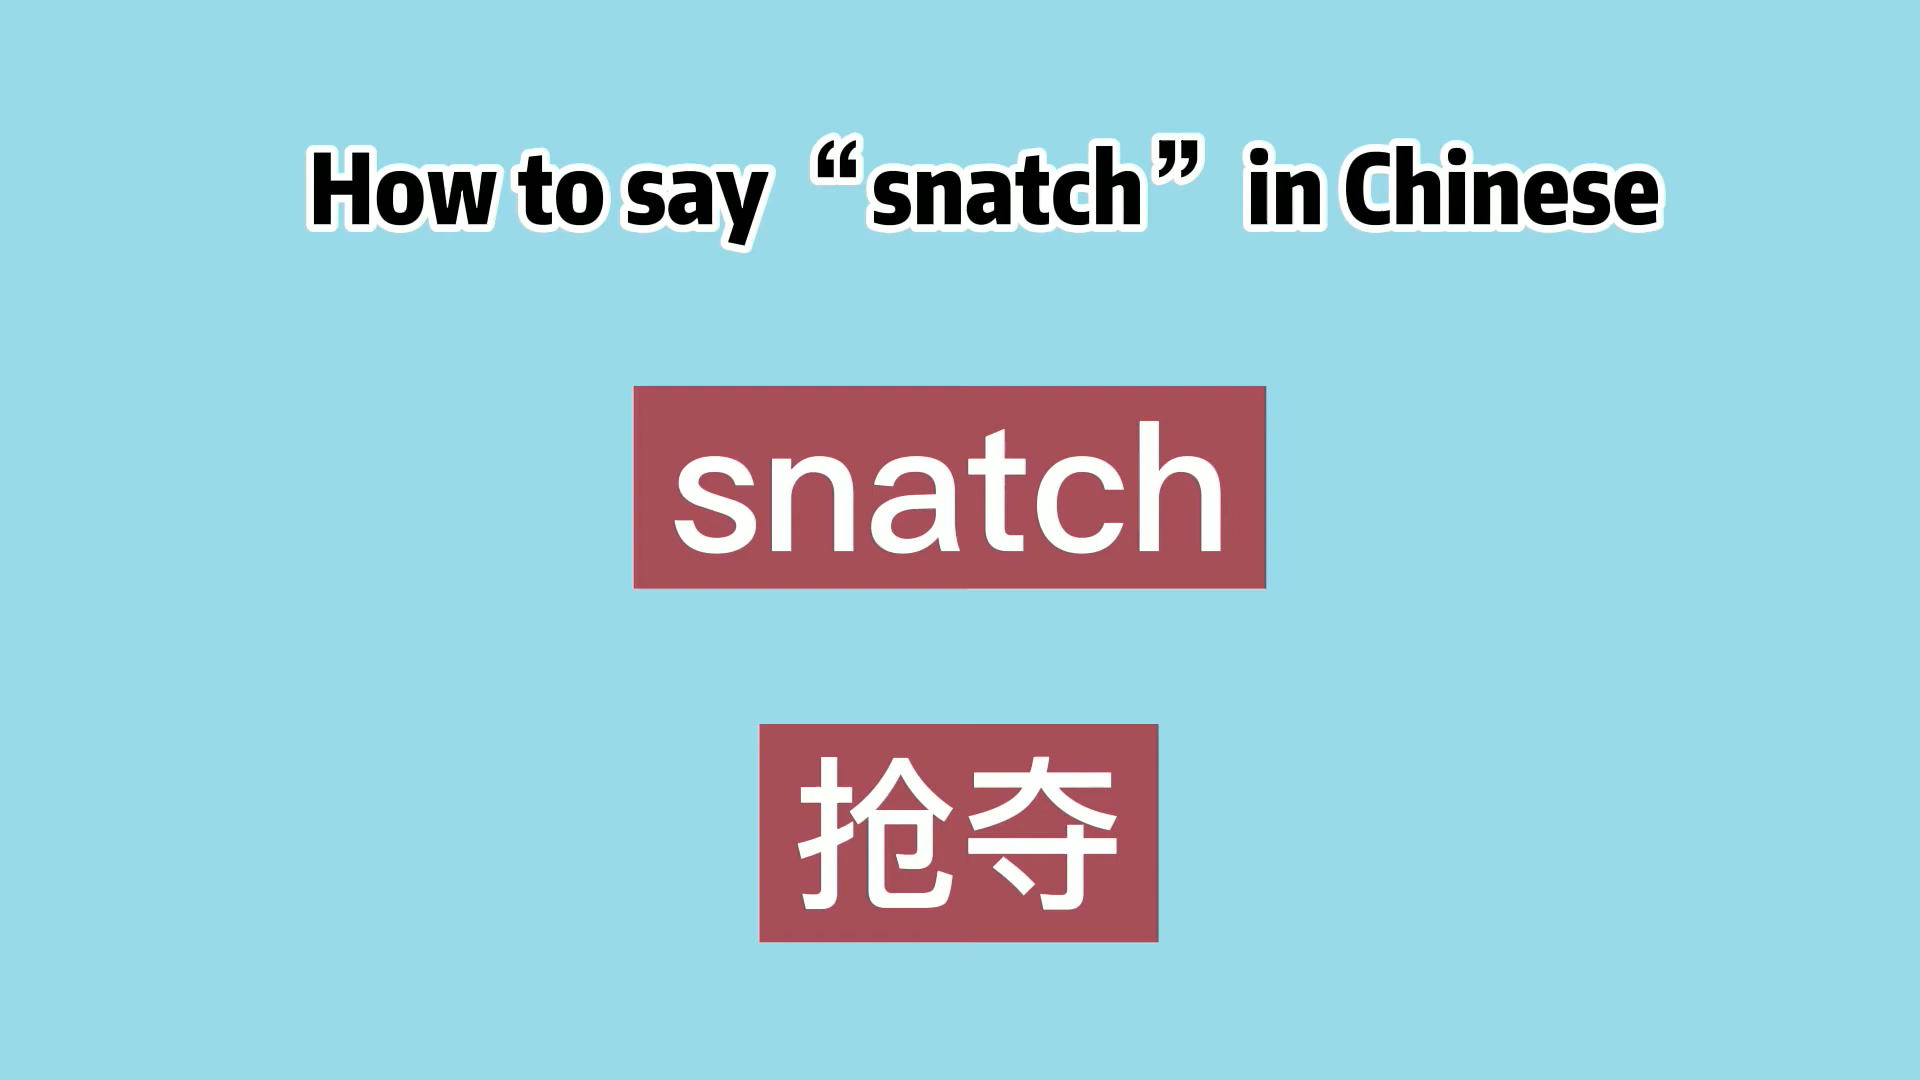 How to say “snatch” in Chinese
snatch
抢夺